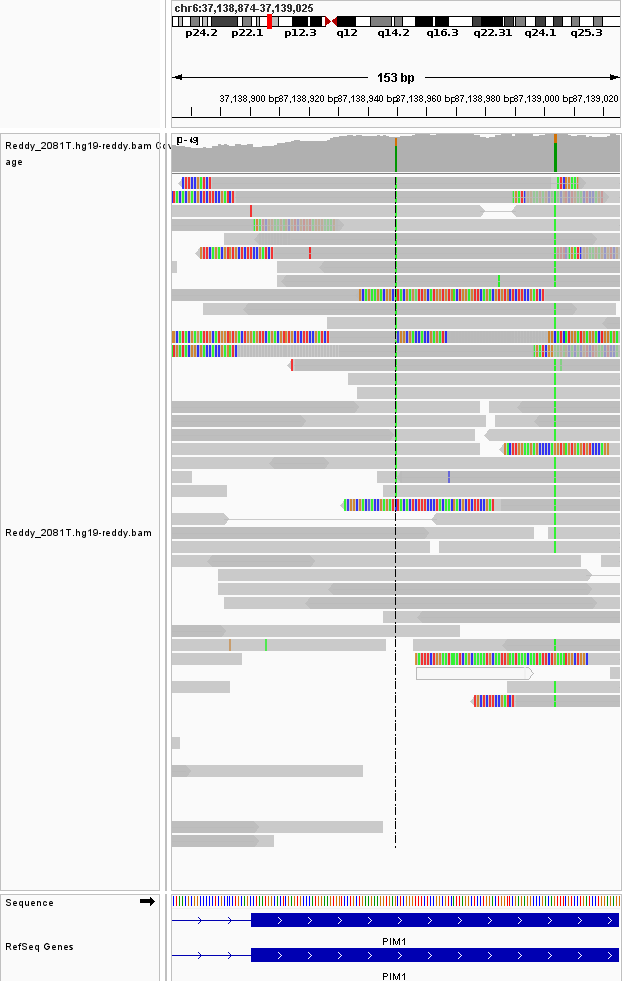 chr6:37,138,874-37,139,025
p24.2 p22.1 p12.3 q12 q14.2 q16.3 q22.31 q24.1 q25.3
153 bp
37,138,900 bp 37,138,920 bp 37,138,940 bp 37,138,960 bp 37,138,980 bp 37,139,000 bp 37,139,020
Reddy_2081T.hg19-reddy.bam Cov
age
Reddy_2081T.hg19-reddy.bam
Sequence
PIM1
RefSeq Genes
PIM1